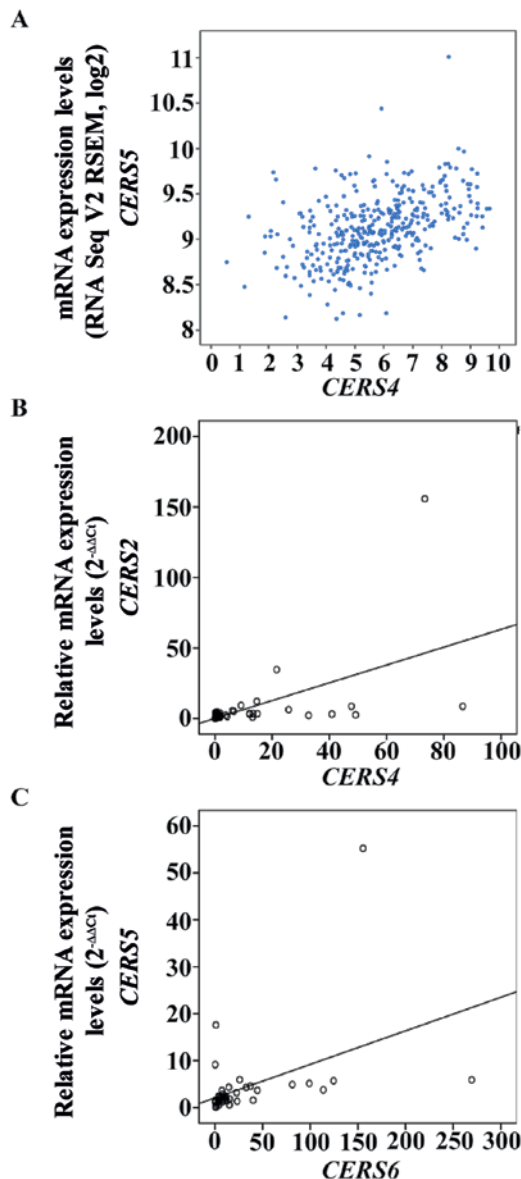 A
mRNA expression levels
(RNA Seq V2 RSEM, log2)
CERS5
11
10.5
10
9.5
9
8.5
8
0 1 2 3 4 5 6 7 8 9 10
CERS4
B
Relative mRNA expression
levels (2-ΔΔCt)
CERS2
200
150
100
50
0
0 20 40 60 80 100
CERS4
C
Relative mRNA expression
levels (2-ΔΔCt)
CERS5
60
50
40
30
20
10
0
0 50 100 150 200 250 300
CERS6